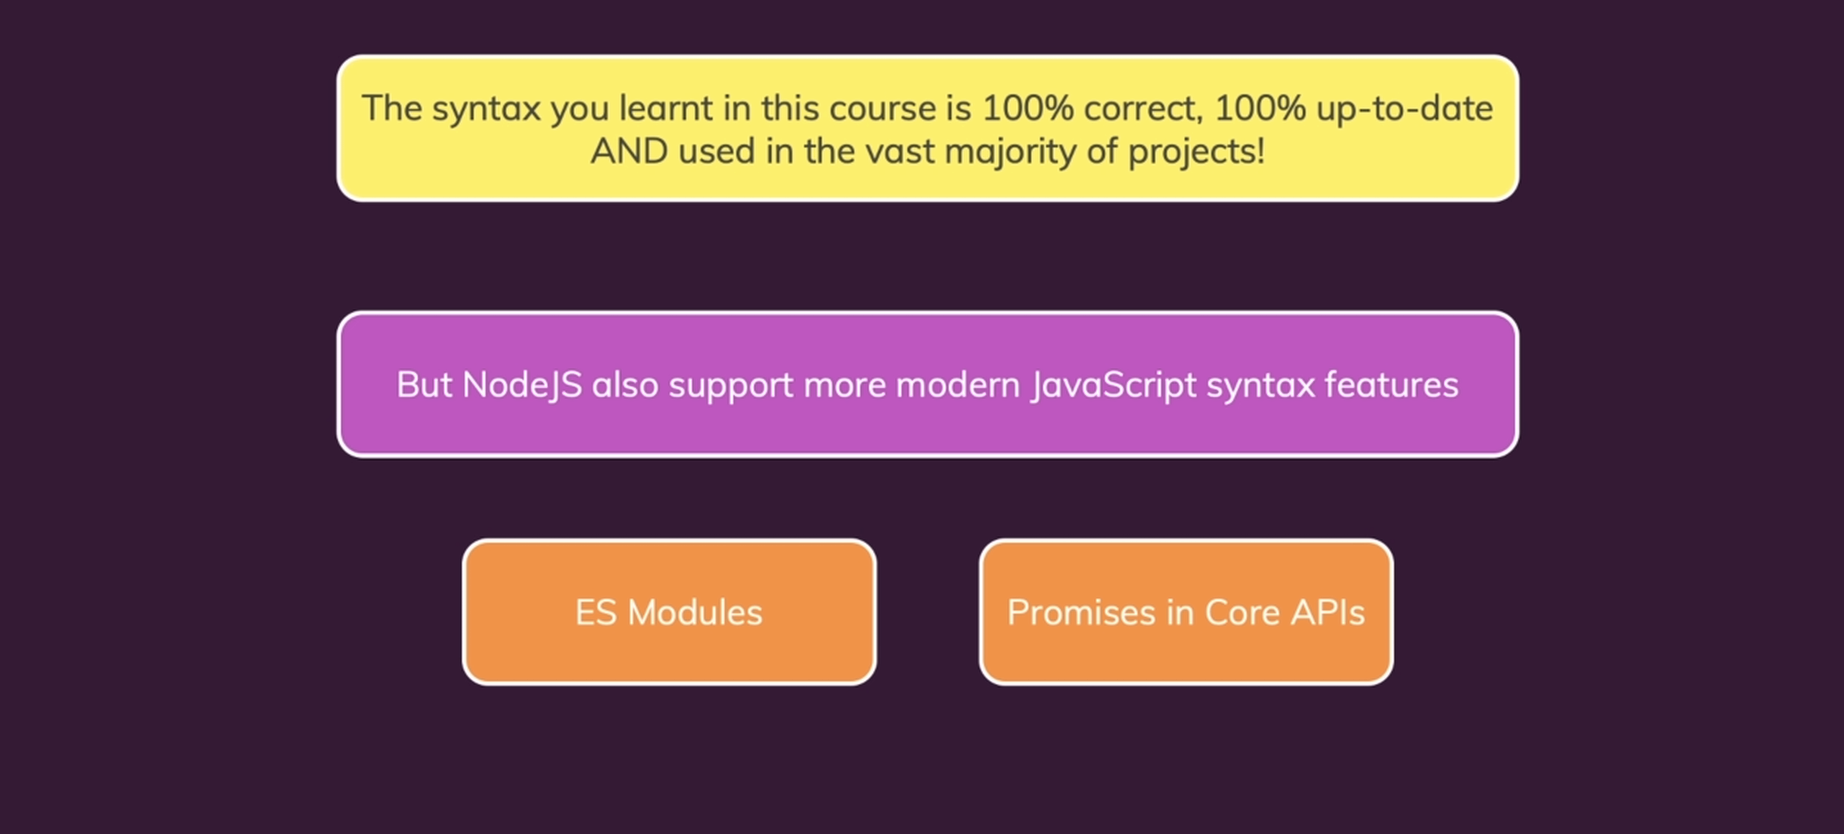 The syntax you learnt in this course is 100% correct, 100% up-to-date
AND used in the vast majority of projects!
But NodeJS also support more modern JavaScript syntax features
ES Modules
Promises in Core APIs